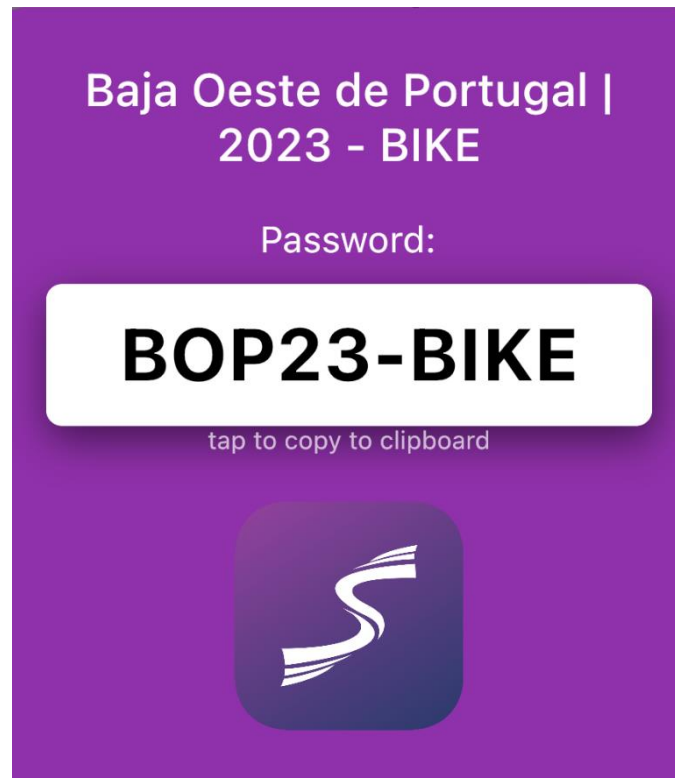 Baja Oeste de Portugal |
2023 - BIKE
Password:
BOP23-BIKE
tap to copy to clipboard